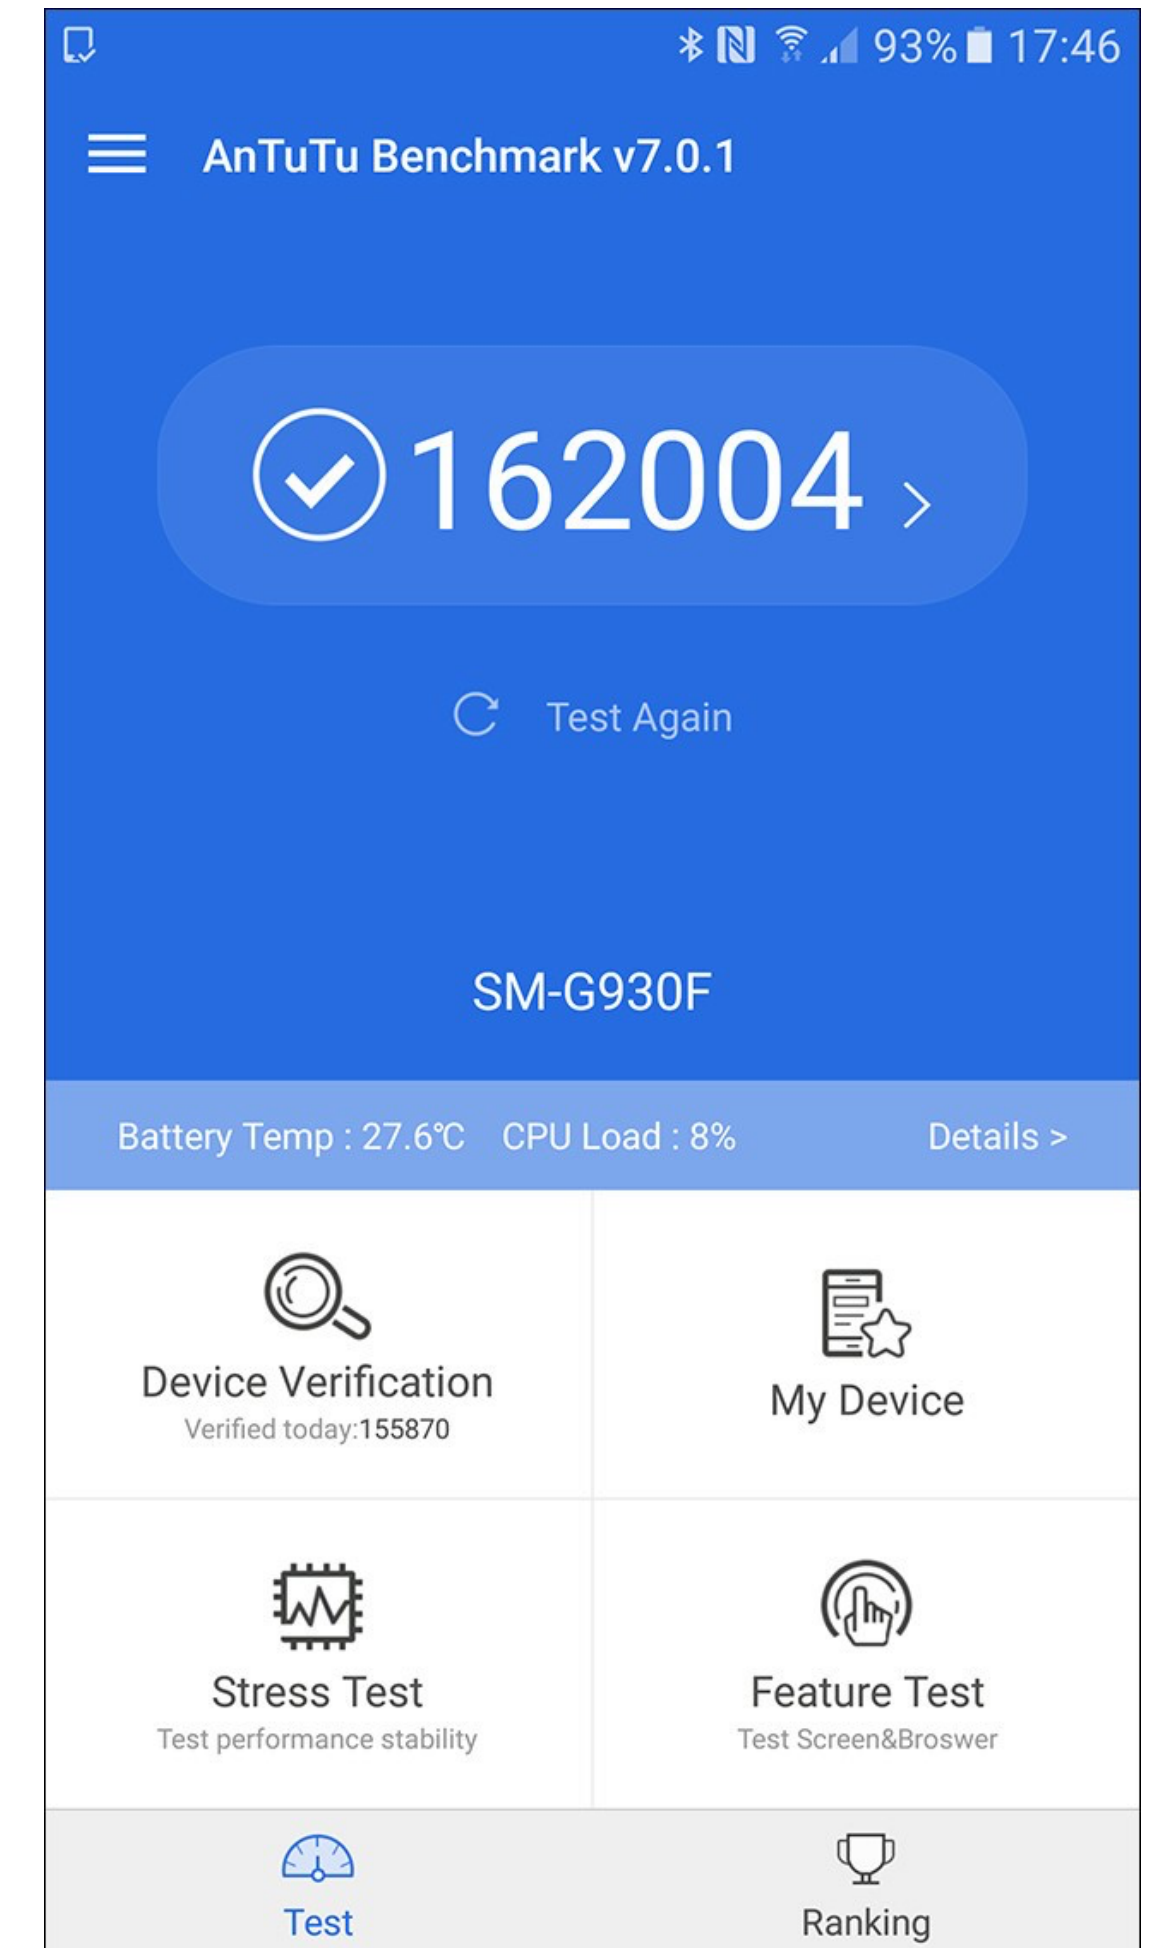 93% 17:46
AnTuTu Benchmark v7.0.1
162004 >
Test Again
SM-G930F
Battery Temp : 27.6℃ CPU Load : 8% Details >
Device Verification
Verified today:155870
My Device
Stress Test
Test performance stability
Feature Test
Test Screen&Broswer
Test
Ranking